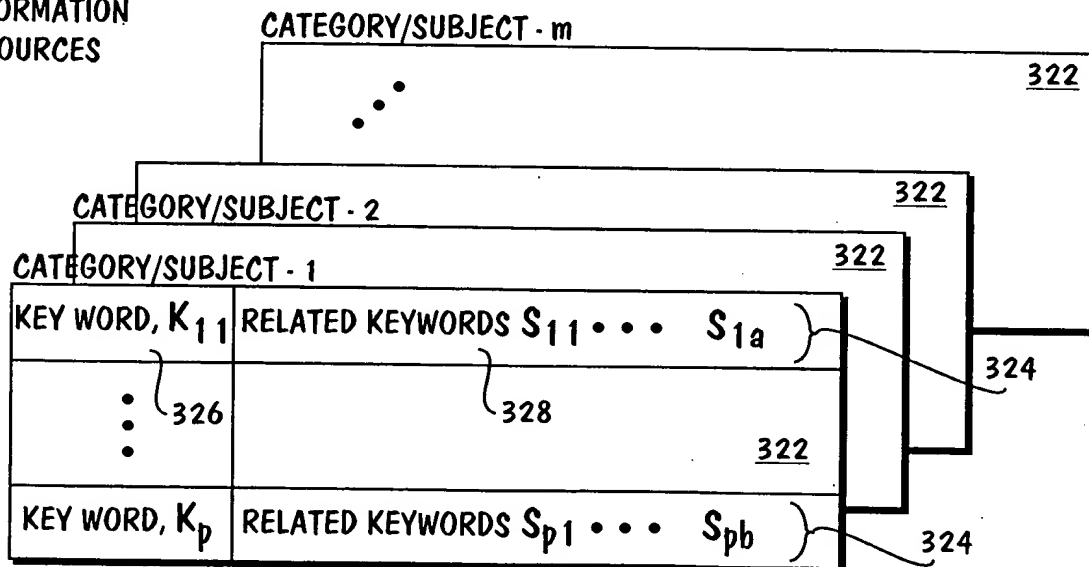 ORMATION
OURCES
CATEGORY/SUBJECT - m
322
322
CATEGORY/SUBJECT - 2
322
CATEGORY/SUBJECT - 1
KEY WORD, K11 RELATED KEYWORDS S11 • • • S1a
324
326 328
322
KEY WORD, Kp RELATED KEYWORDS Sp1 • • • Spb
324